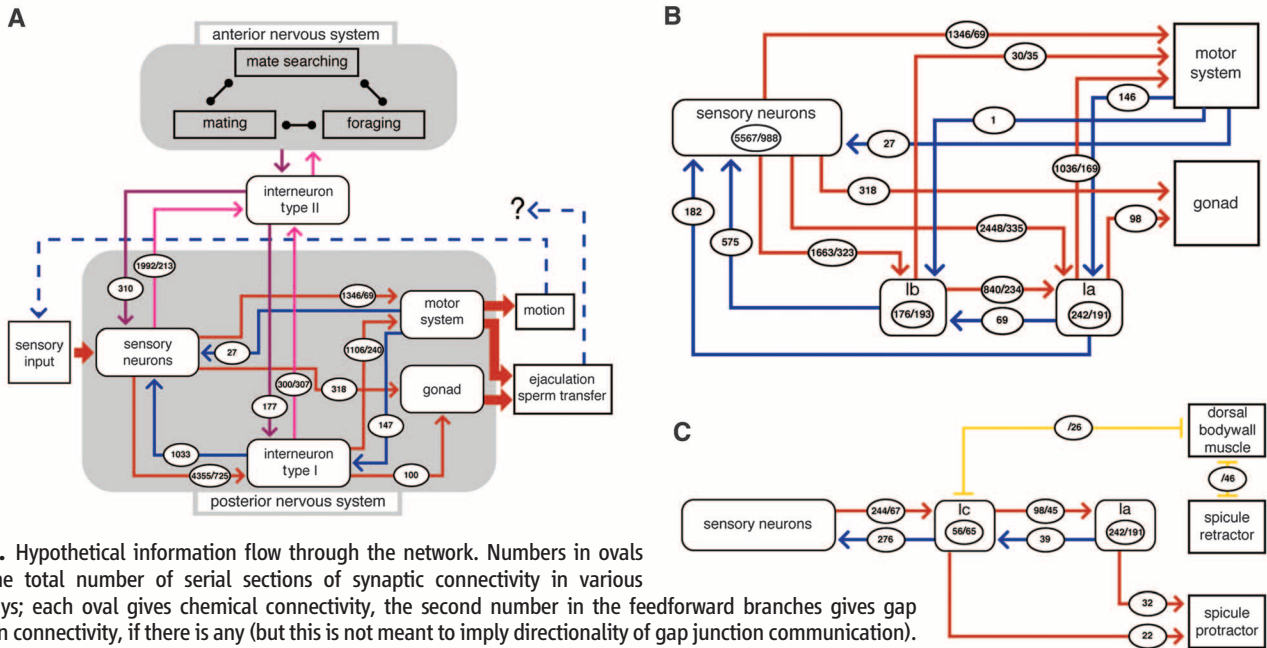 A
anterior nervous system
mate searching
mating
foraging
interneuron
type II
?
1992/213
310
1346/69
motor
system
motion
sensory
input
sensory
neurons
27
1106/240
300/307
318
gonad
ejaculation
sperm transfer
177
147
1033
interneuron
type I
4355/725
100
posterior nervous system
B
1346/69
30/35
motor
system
146
sensory neurons
5567/988
1
27
1036/169
318
gonad
182
98
2448/335
575
1663/323
Ib
840/234
Ia
176/193
242/191
69
C
/26
dorsal
bodywall
muscle
/46
sensory neurons
244/67
Ic
98/45
Ia
spicule
retractor
56/65
242/191
276
39
32
spicule
protractor
22
. Hypothetical information flow through the network. Numbers in ovals
he total number of serial sections of synaptic connectivity in various
ys; each oval gives chemical connectivity, the second number in the feedforward branches gives gap
n connectivity, if there is any (but this is not meant to imply directionality of gap junction communication).